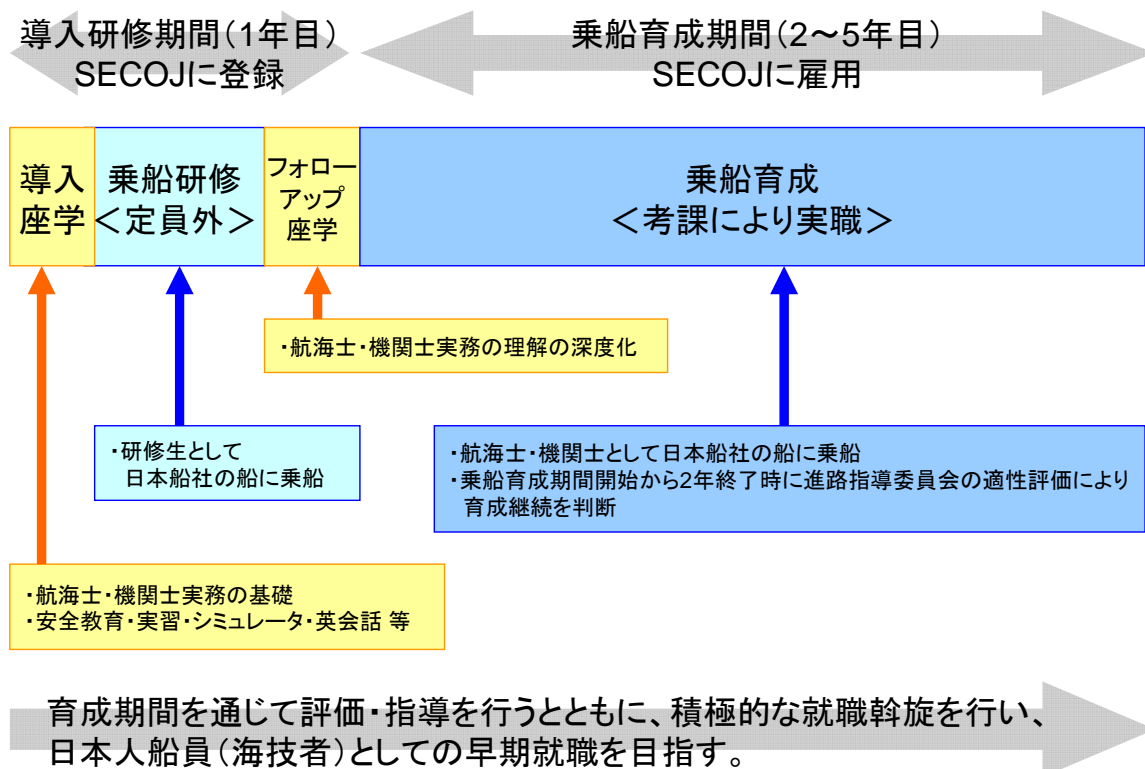 導入研修期間(1年目)
SECOJに登録
乗船育成期間(2～5年目)
SECOJに雇用
導入
座学
乗船研修
＜定員外＞
フォロー
アップ
座学
乗船育成
＜考課により実職＞
・航海士・機関士実務の理解の深度化
・研修生として
日本船社の船に乗船
・航海士・機関士として日本船社の船に乗船
・乗船育成期間開始から2年終了時に進路指導委員会の適性評価により
育成継続を判断
・航海士・機関士実務の基礎
・安全教育・実習・シミュレータ・英会話 等
育成期間を通じて評価・指導を行うとともに、積極的な就職斡旋を行い、
日本人船員(海技者)としての早期就職を目指す。